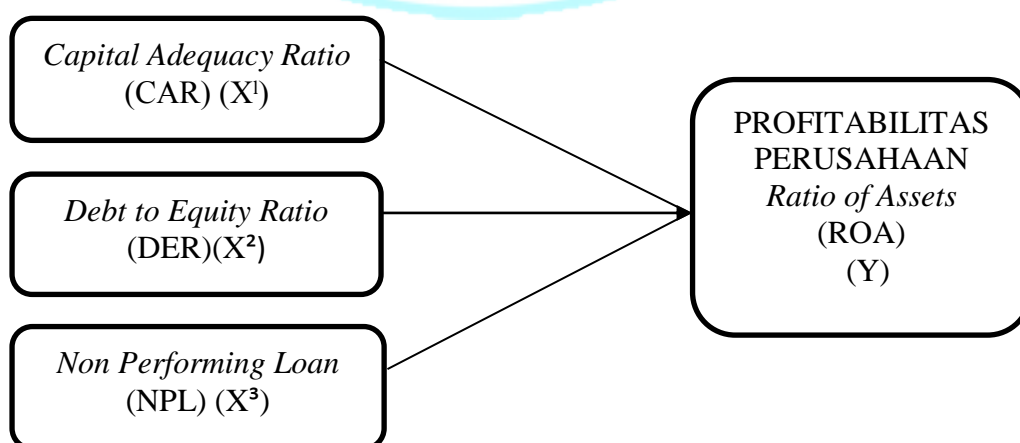 Capital Adequacy Ratio
(CAR) (X¹)
Debt to Equity Ratio
(DER)(X²)
Non Performing Loan
(NPL) (X³)
PROFITABILITAS
PERUSAHAAN
Ratio of Assets
(ROA)
(Y)